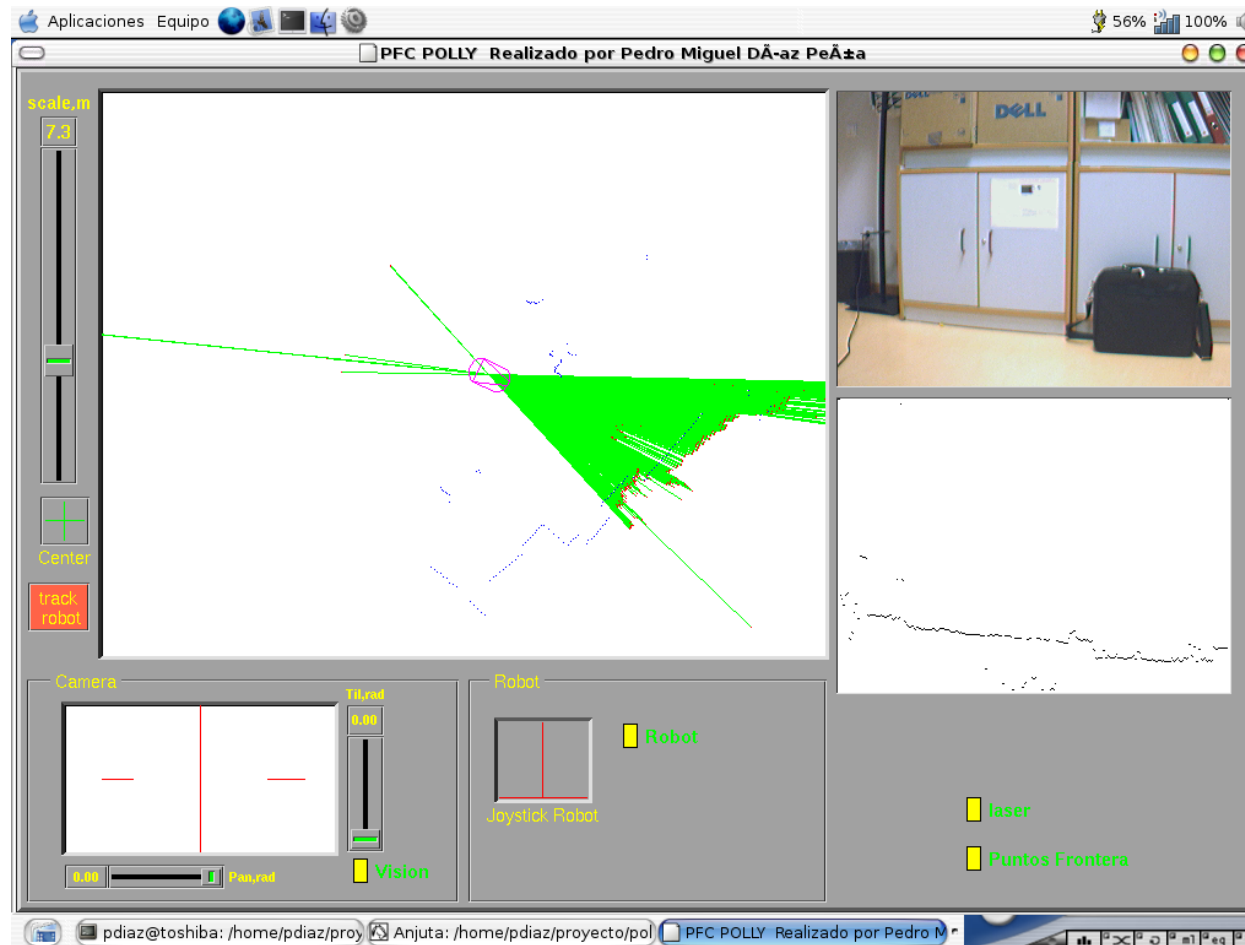 Aplicaciones Equipo
56% 100%
PFC POLLY Realizado por Pedro Miguel DÃ-az PeÃ±a
scale,m
7.3
Center
track
robot
DELL
DELL
Camera
Til,rad
0.00
0.00
Pan,rad
Vision
Robot
Robot
Joystick Robot
laser
Puntos Frontera
pdiaz@toshiba: /home/pdiaz/proy
Anjuta: /home/pdiaz/proyecto/pol
PFC POLLY Realizado por Pedro M